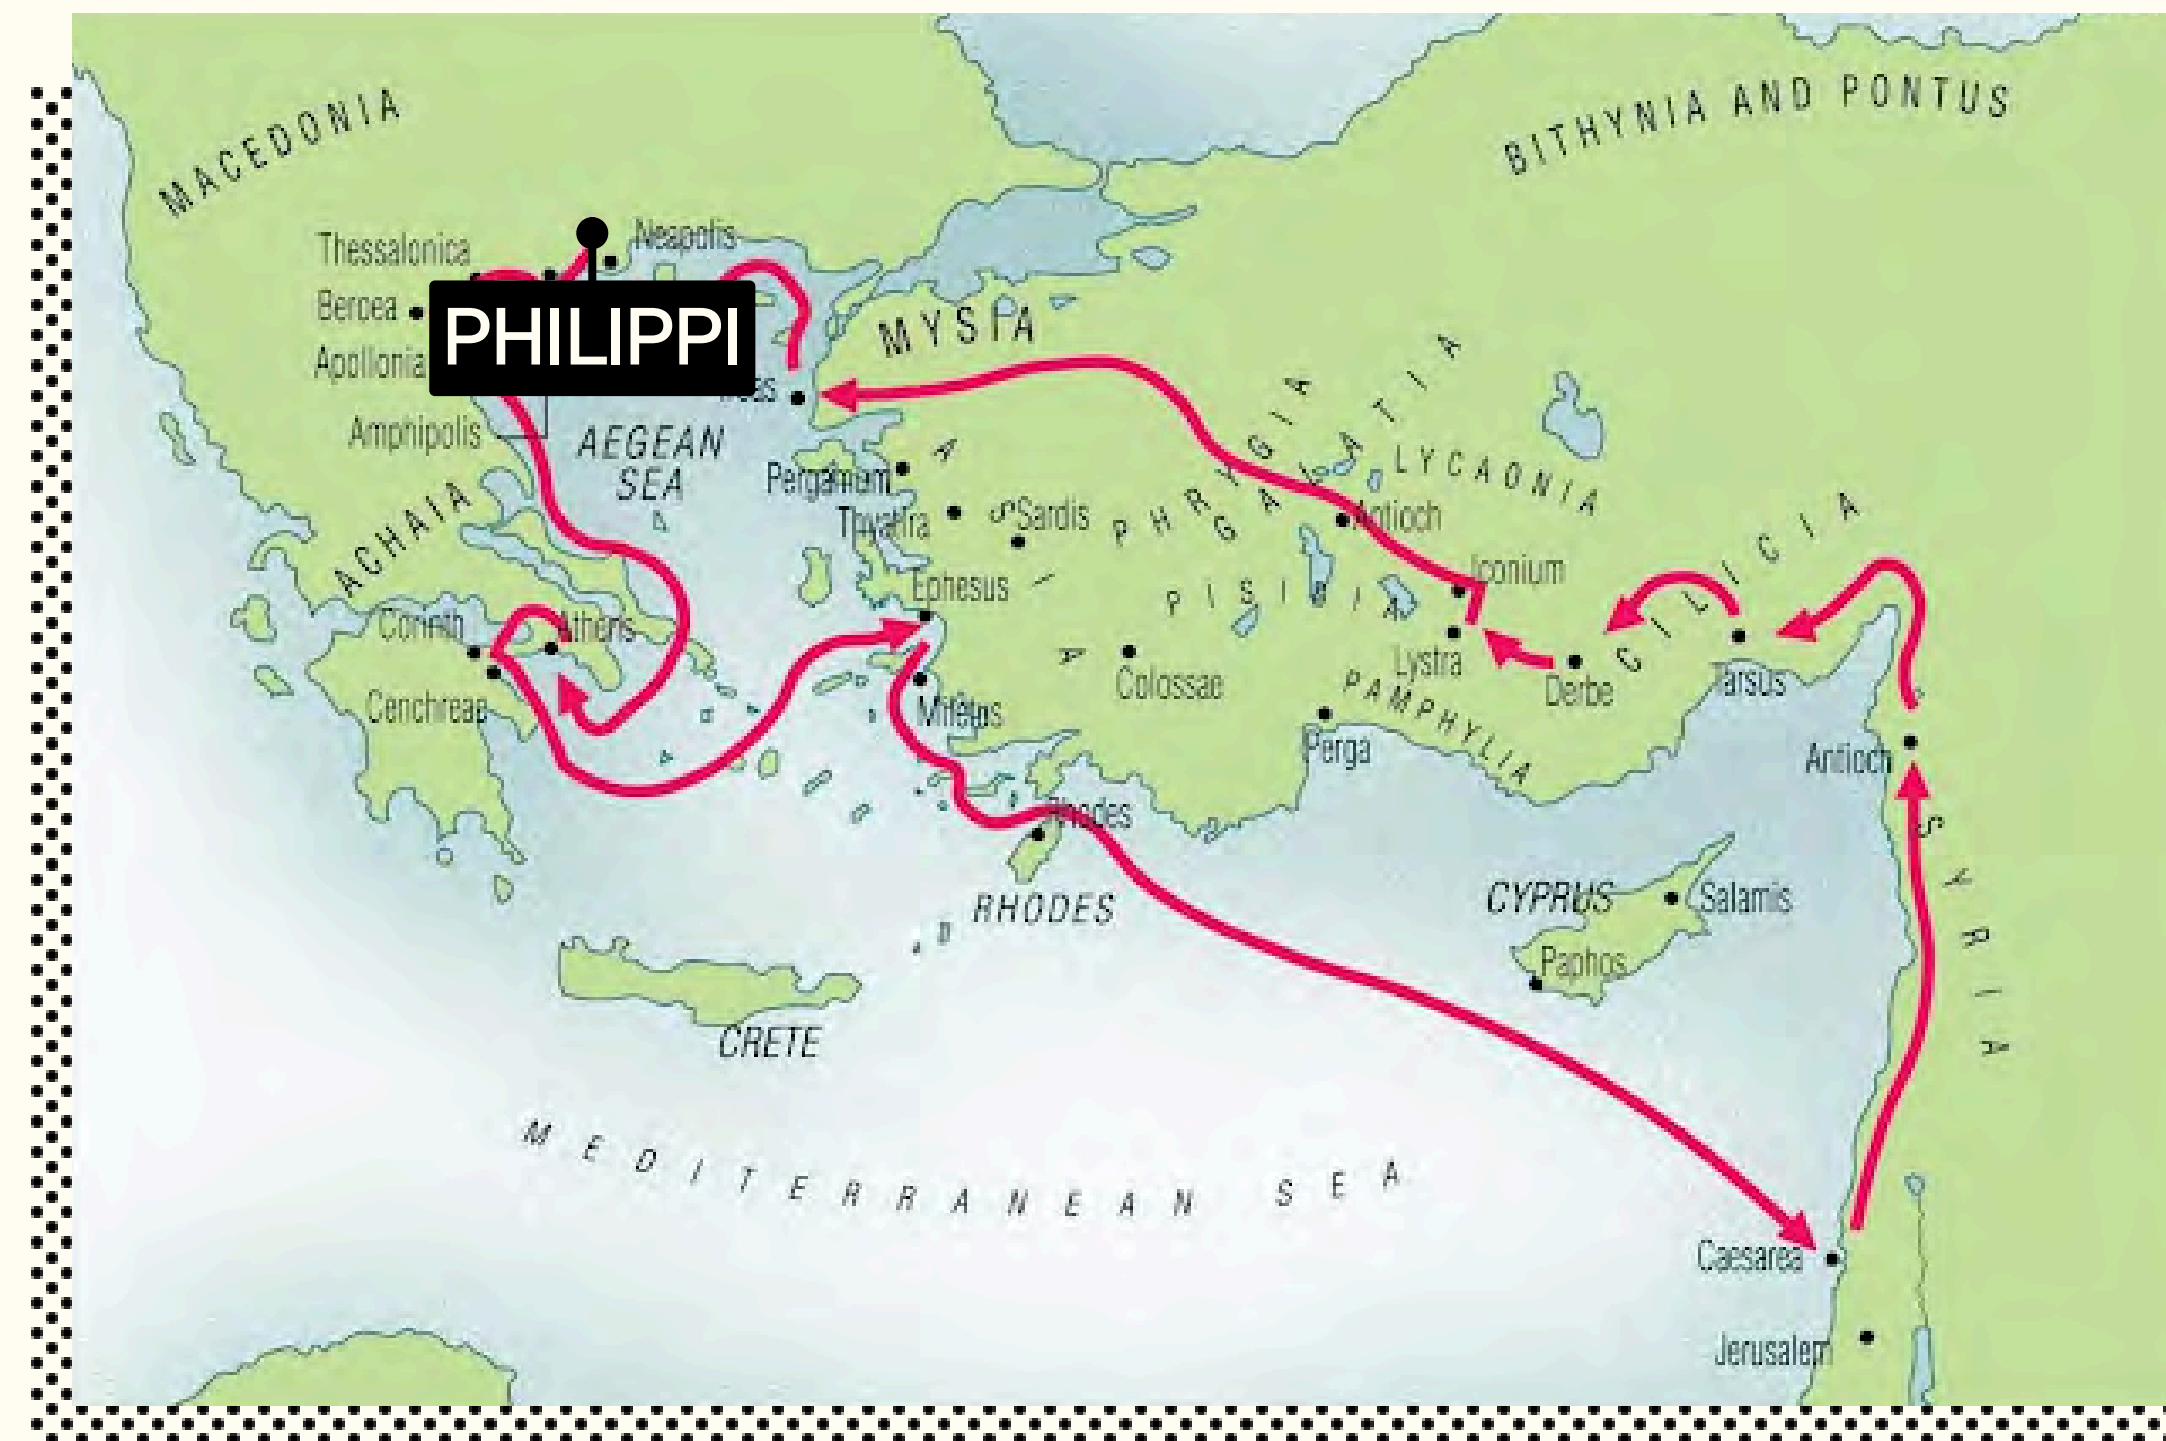 MACEDONIA
BITHYNIA AND PONTUS
Thessalonica
Neapolis
Beroea
PHILIPPI
MYSIA
Apollonia
Amphipolis
AEGEAN
SEA
PHRYGIA
GALATIA
LYCAONIA
Pergamum
ASIA
Thyatira
Sardis
Antioch
CILICIA
ACHAIA
Ephesus
PISIDIA
Iconium
Corinth
Athens
Lystra
Colossae
Derbe
Tarsus
Cenchreae
Miletus
PAMPHYLIA
Perga
Antioch
Rhodes
SYRIA
RHODES
CYPRUS
Salamis
Paphos
CRETE
MEDITERRANEAN SEA
Caesarea
Jerusalem